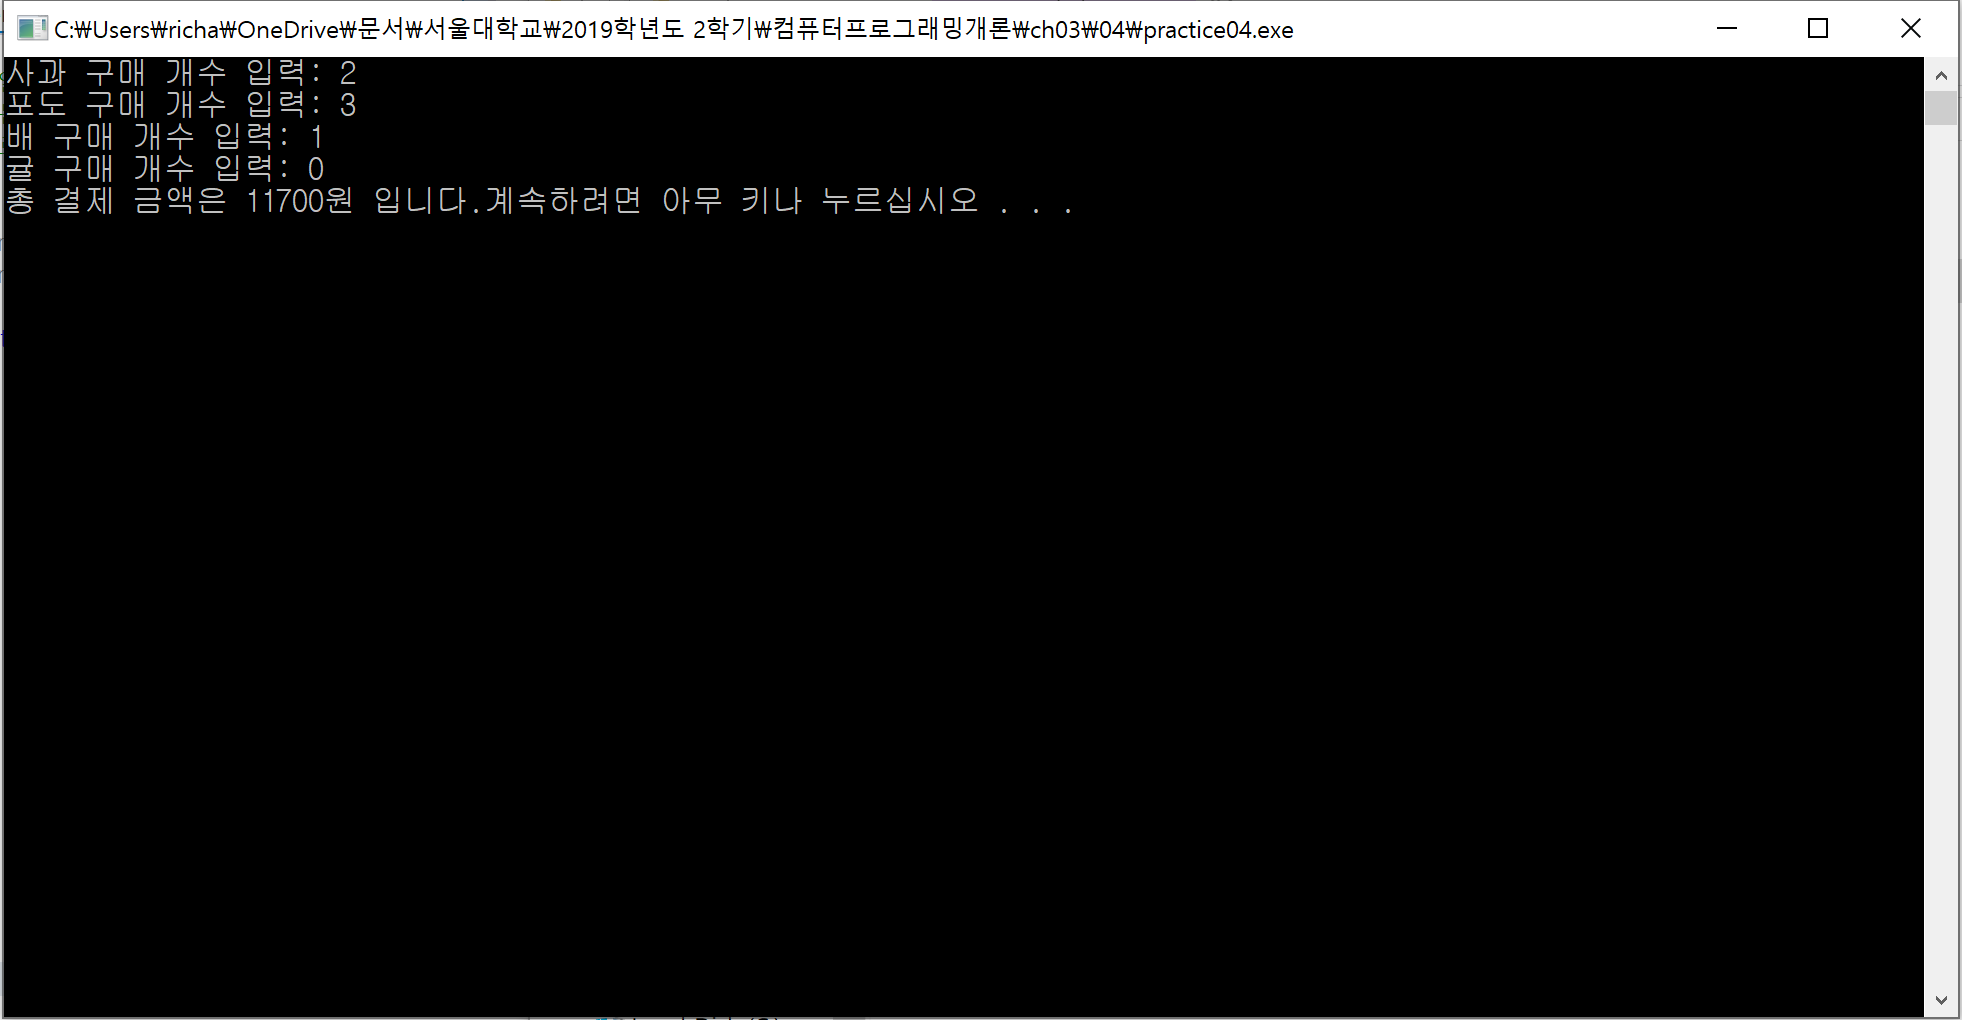 C:₩Users₩richa₩OneDrive₩문서₩서울대학교₩2019학년도 2학기₩컴퓨터프로그래밍개론₩ch03₩04₩practice04.exe
사과 구매 개수 입력: 2
포도 구매 개수 입력: 3
배 구매 개수 입력: 1
귤 구매 개수 입력: 0
총 결제 금액은 11700원 입니다.계속하려면 아무 키나 누르십시오 . . .